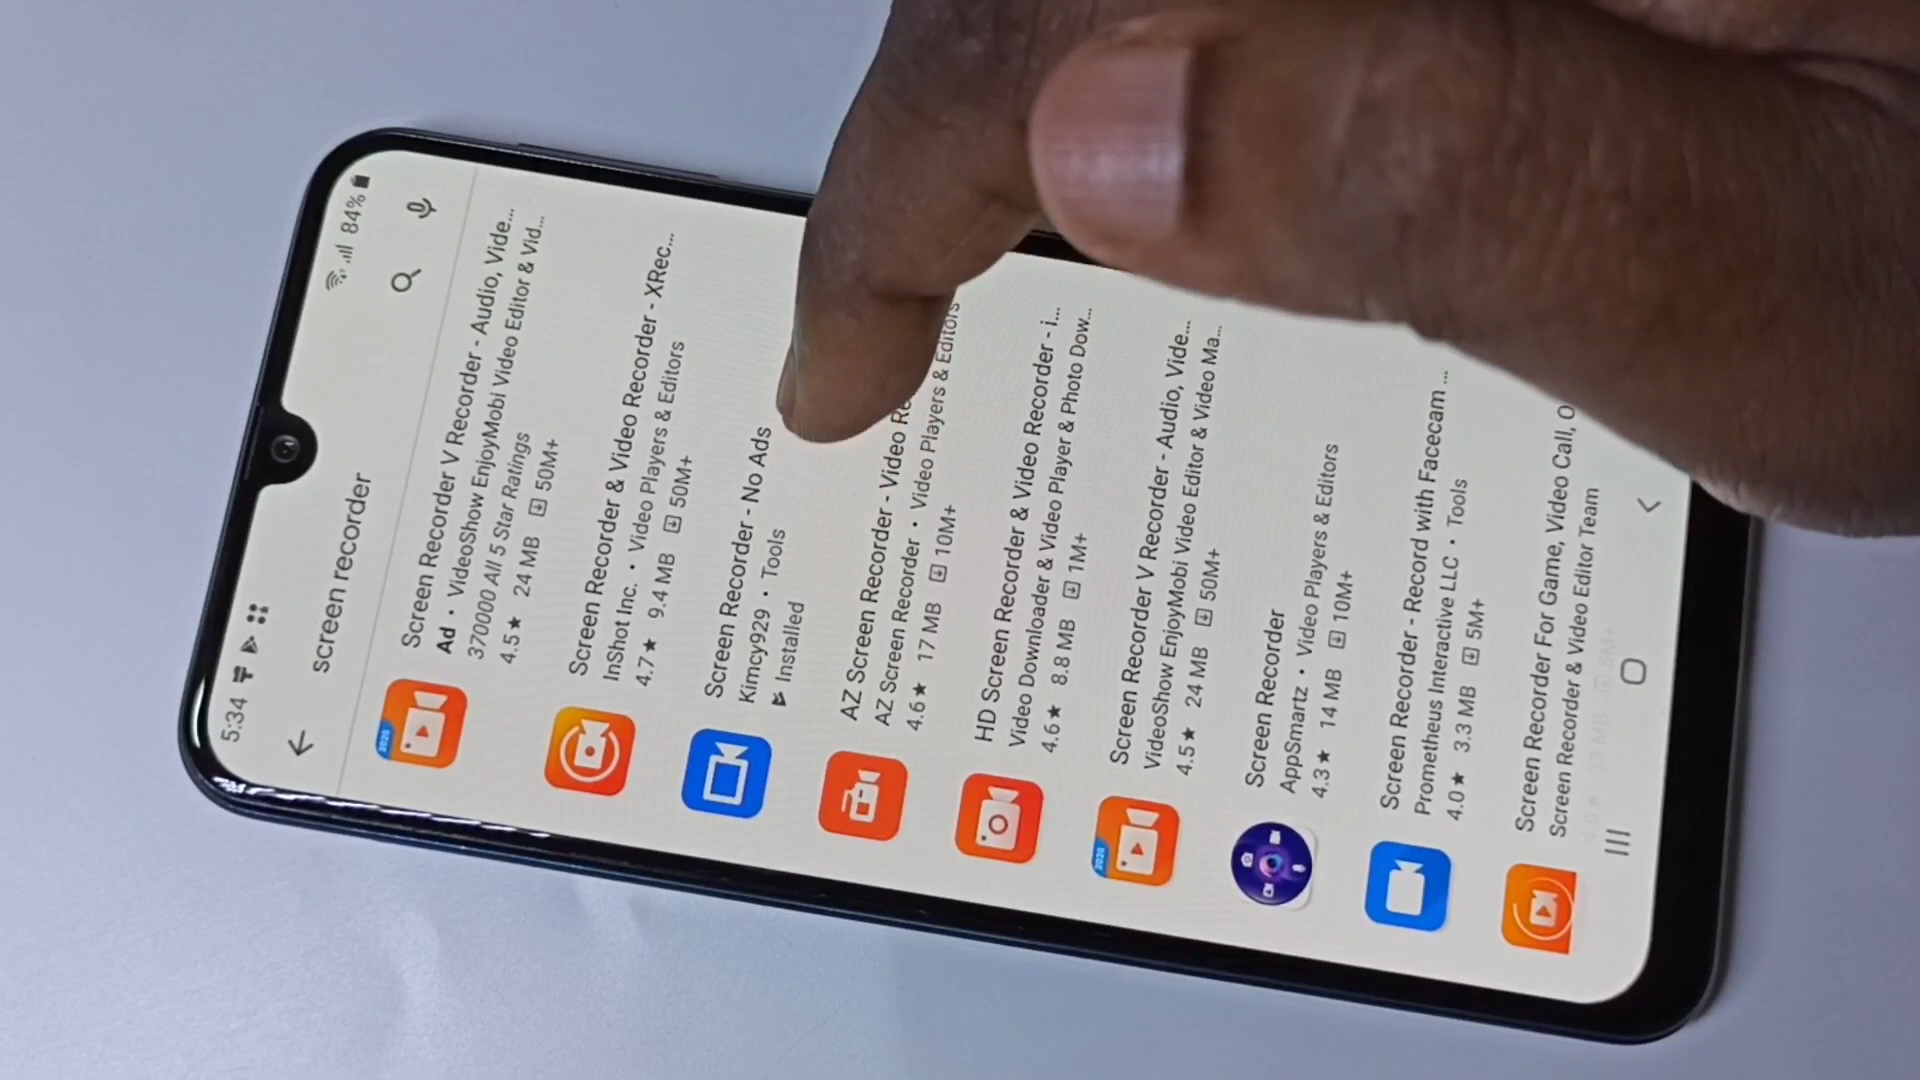 5:34
84%
screen recorder
Screen Recorder V Recorder - Audio, Vide...
Ad • VideoShow EnjoyMobi Video Editor & Vid...
370000 All 5 Star Ratings
4.5★ 24 MB 50M+
2020
Screen Recorder & Video Recorder - XRec...
InShot Inc. • Video Players & Editors
4.7★ 9.4 MB 50M+
Screen Recorder - No Ads
Kimcy929 • Tools
Installed
AZ Screen Recorder - Video Re
AZ Screen Recorder • Video Players & Editors
4.6★ 17 MB 10M+
HD Screen Recorder & Video Recorder - i...
Video Downloader & Video Player & Photo Dow...
4.6★ 8.8 MB 1M+
Screen Recorder V Recorder - Audio, Vide...
VideoShow EnjoyMobi Video Editor & Video Ma...
4.5★ 24 MB 50M+
2020
Screen Recorder
AppSmartz • Video Players & Editors
4.3★ 14 MB 10M+
Screen Recorder - Record with Facecam ...
Prometheus Interactive LLC • Tools
4.0★ 3.3 MB 5M+
Screen Recorder For Game, Video Call, O
Screen Recorder & Video Editor Team